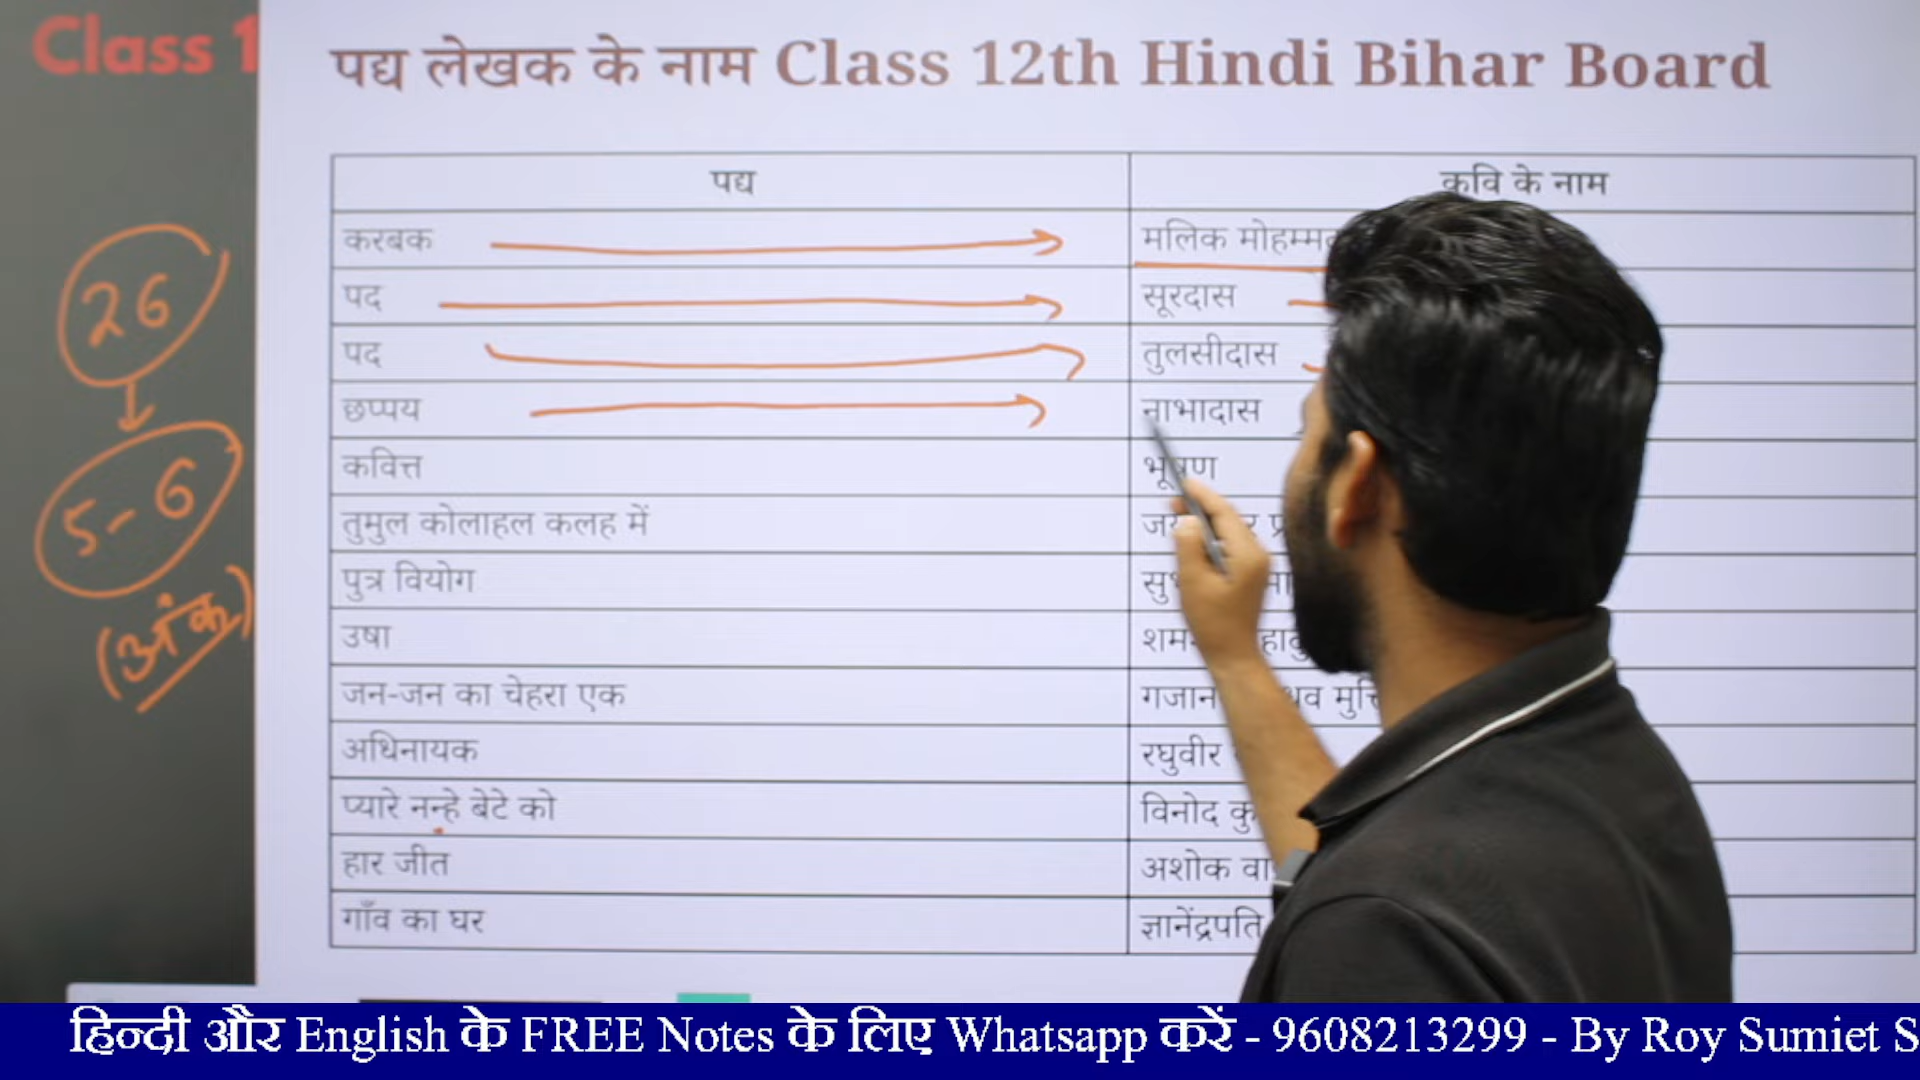 Class 1
पद्य लेखक के नाम Class 12th Hindi Bihar Board
पद्य कवि के नाम
करबक मलिक मोहम्मद
पद सूरदास
पद तुलसीदास
छप्पय नाभादास
कवित्त भूषण
तुमुल कोलाहल कलह में
पुत्र वियोग
उषा
जन-जन का चेहरा एक
अधिनायक रघुवीर
प्यारे नन्हे बेटे को विनोद कु
हार जीत अशोक वा
गाँव का घर ज्ञानेंद्रपति
26
5-6
(अंक)
हिन्दी और English के FREE Notes के लिए Whatsapp करें - 9608213299 - By Roy Sumiet S